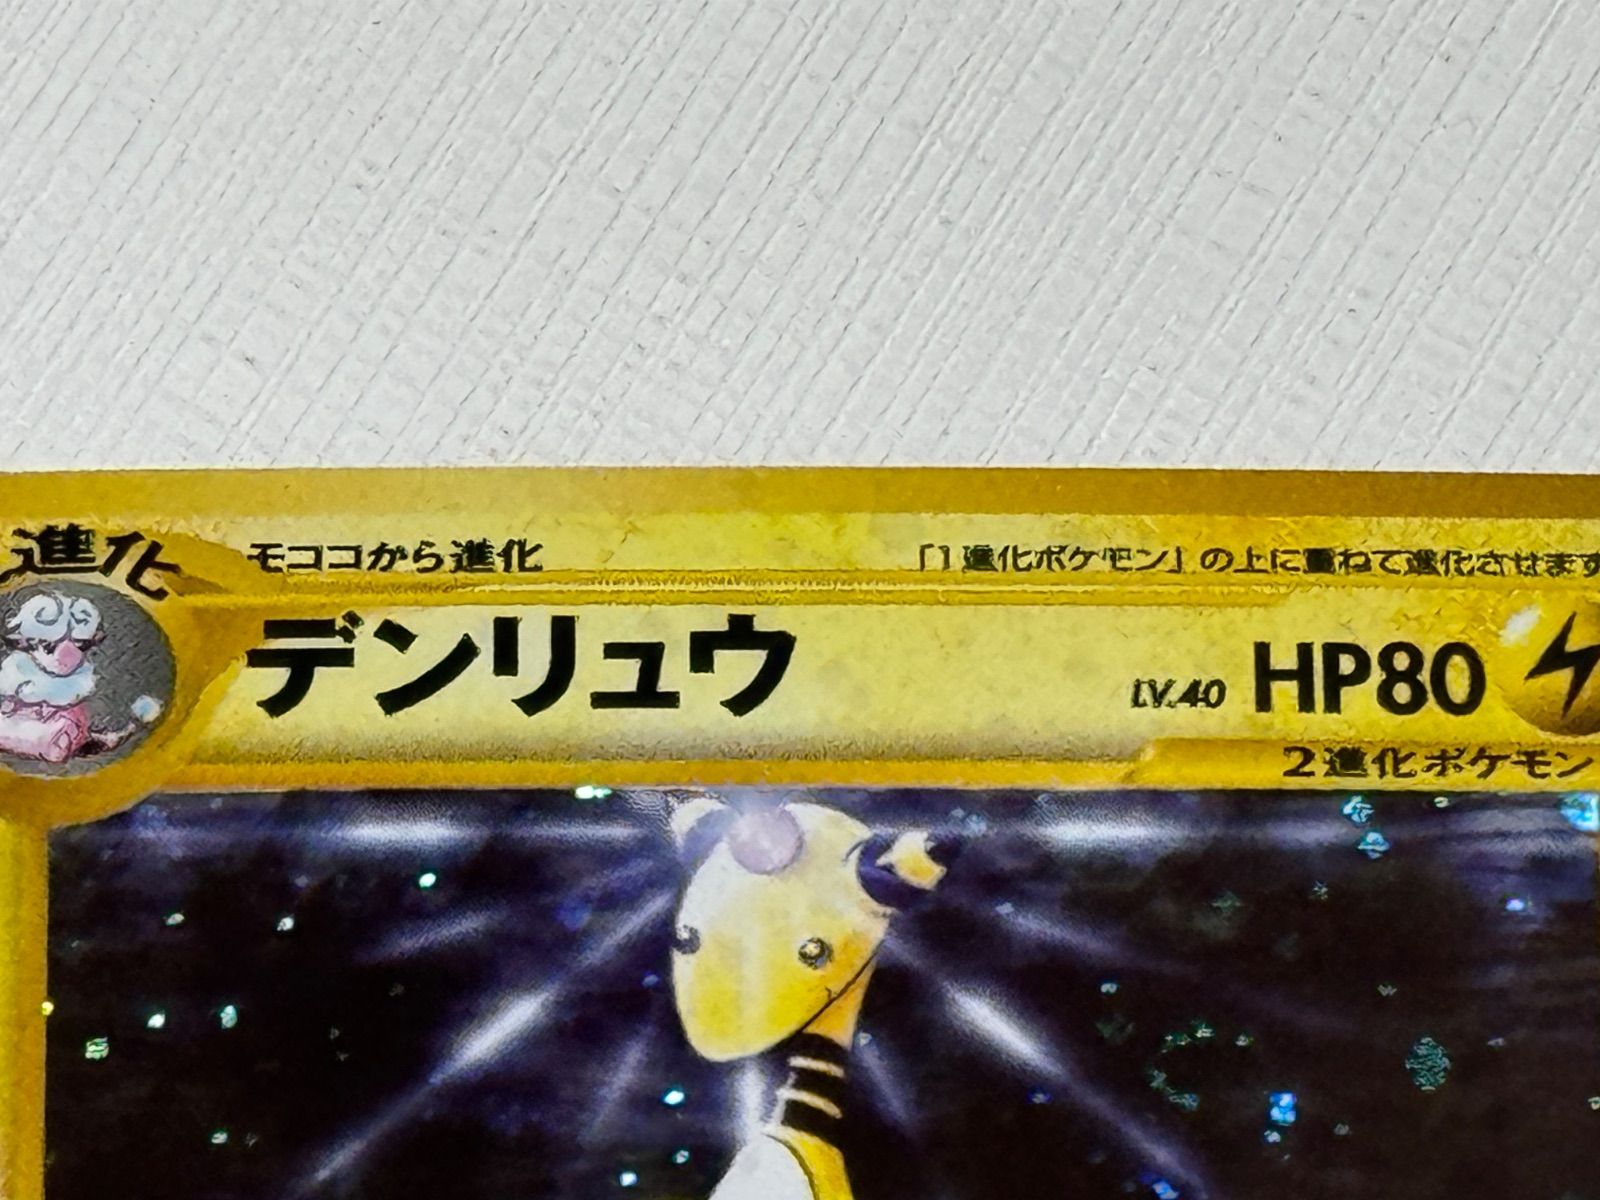 進化
モココから進化
「1進化ポケモン」の上に重ねて進化させます
デンリュウ
LV.40 HP80
2進化ポケモン